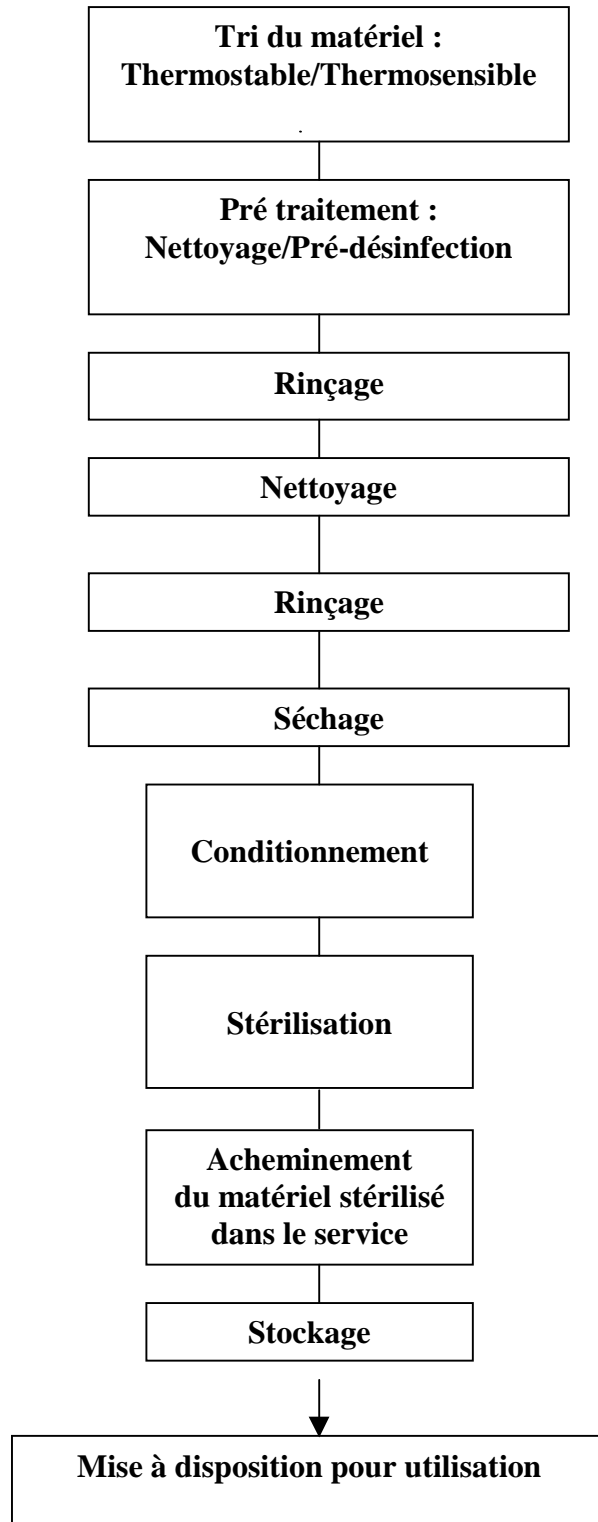 Tri du matériel :
Thermostable/Thermosensible
.
Pré traitement :
Nettoyage/Pré-désinfection
Rinçage
Nettoyage
Rinçage
Séchage
Conditionnement
Stérilisation
Acheminement
du matériel stérilisé
dans le service
Stockage
Mise à disposition pour utilisation